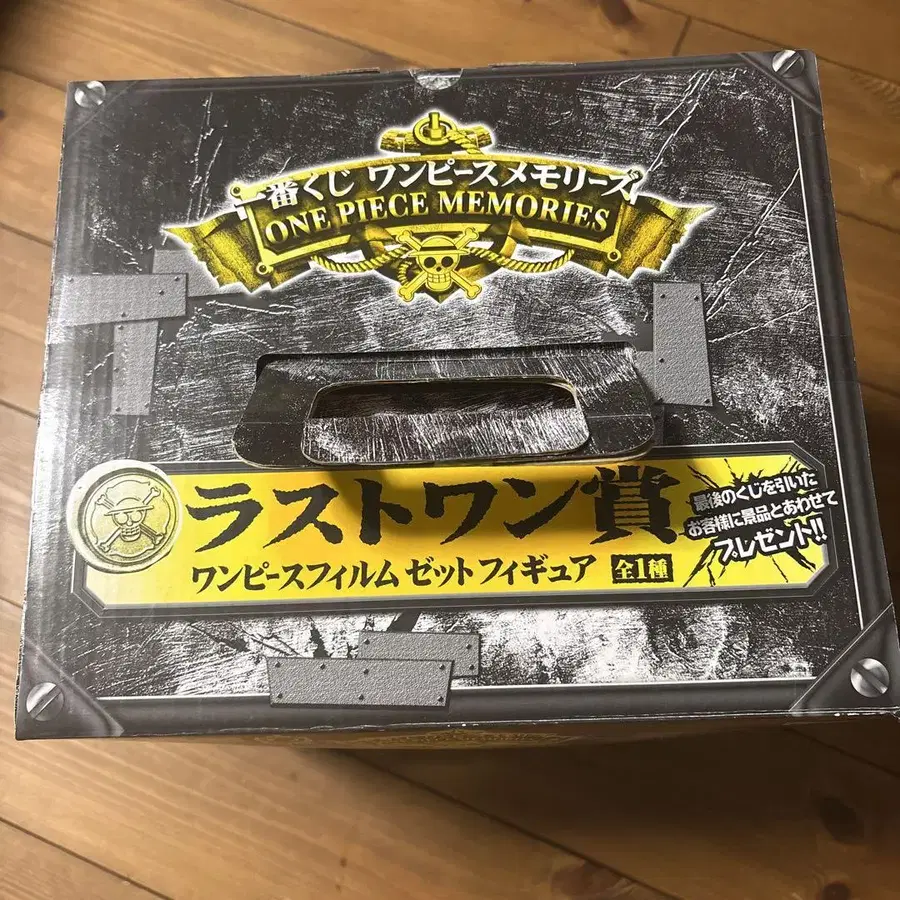 一番くじ ワンピースメモリーズ
ONE PIECE MEMORIES
ラストワン賞
ワンピースフィルム ゼット フィギュア 全1種
最後のくじを引いた
お客様に景品とあわせて
プレゼント!!